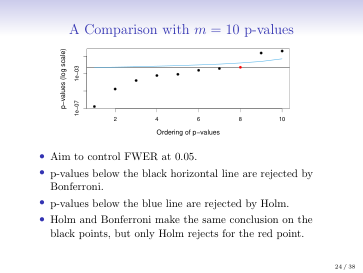 A Comparison with m = 10 p-values
p−values (log scale)
1e−03
1e−07
2 4 6 8 10
Ordering of p−values
• Aim to control FWER at 0.05.
• p-values below the black horizontal line are rejected by
Bonferroni.
• p-values below the blue line are rejected by Holm.
• Holm and Bonferroni make the same conclusion on the
black points, but only Holm rejects for the red point.
24 / 38